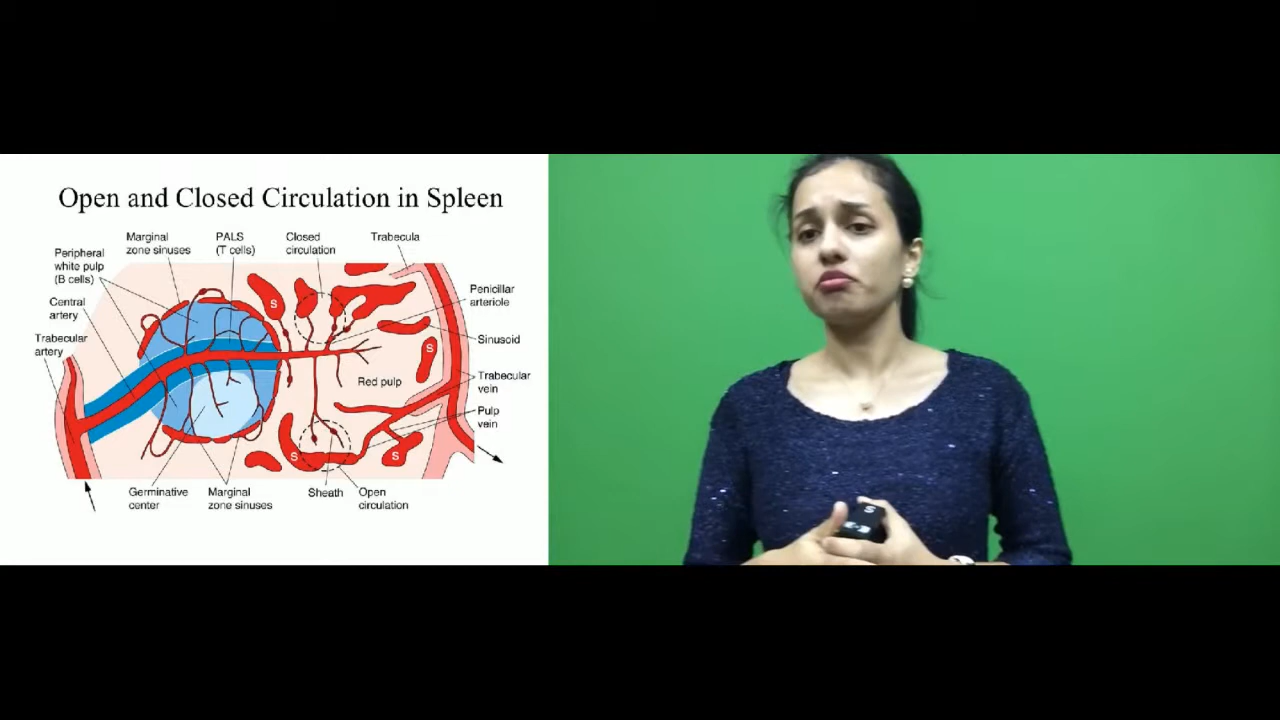 Open and Closed Circulation in Spleen
Marginal
zone sinuses
PALS
(T cells)
Closed
circulation
Trabecula
Peripheral
white pulp
(B cells)
Central
artery
Trabecular
artery
Penicillar
arteriole
Sinusoid
Trabecular
vein
Pulp
vein
S
S
Red pulp
S
S
Germinative
center
Marginal
zone sinuses
Sheath
Open
circulation